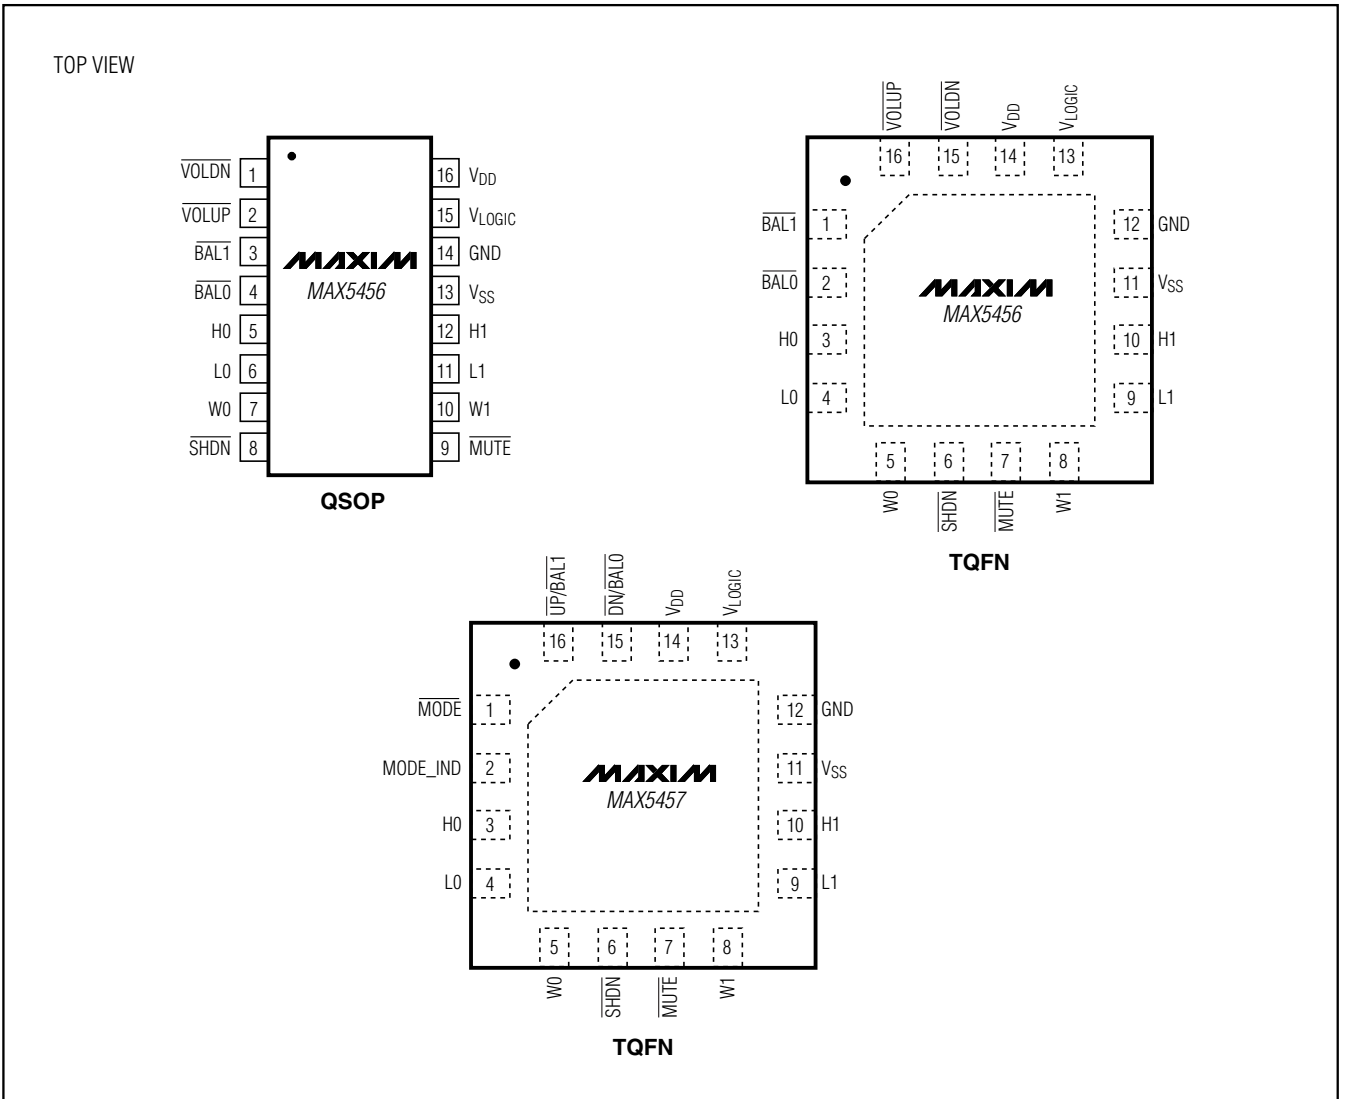 TOP VIEW
VOLDN 1
VOLUP 2
BAL1 3
BAL0 4
H0 5
L0 6
W0 7
SHDN 8
16 VDD
15 VLOGIC
14 GND
13 VSS
12 H1
11 L1
10 W1
9 MUTE
MAXIM
MAX5456
QSOP
VOLUP VOLDN VDD VLOGIC
16 15 14 13
BAL1 1
BAL0 2
H0 3
L0 4
12 GND
11 VSS
10 H1
9 L1
MAXIM
MAX5456
5 6 7 8
W0 SHDN MUTE W1
TQFN
UP/BAL1 DN/BAL0 VDD VLOGIC
16 15 14 13
MODE 1
MODE_IND 2
H0 3
L0 4
12 GND
11 VSS
10 H1
9 L1
MAXIM
MAX5457
5 6 7 8
W0 SHDN MUTE W1
TQFN